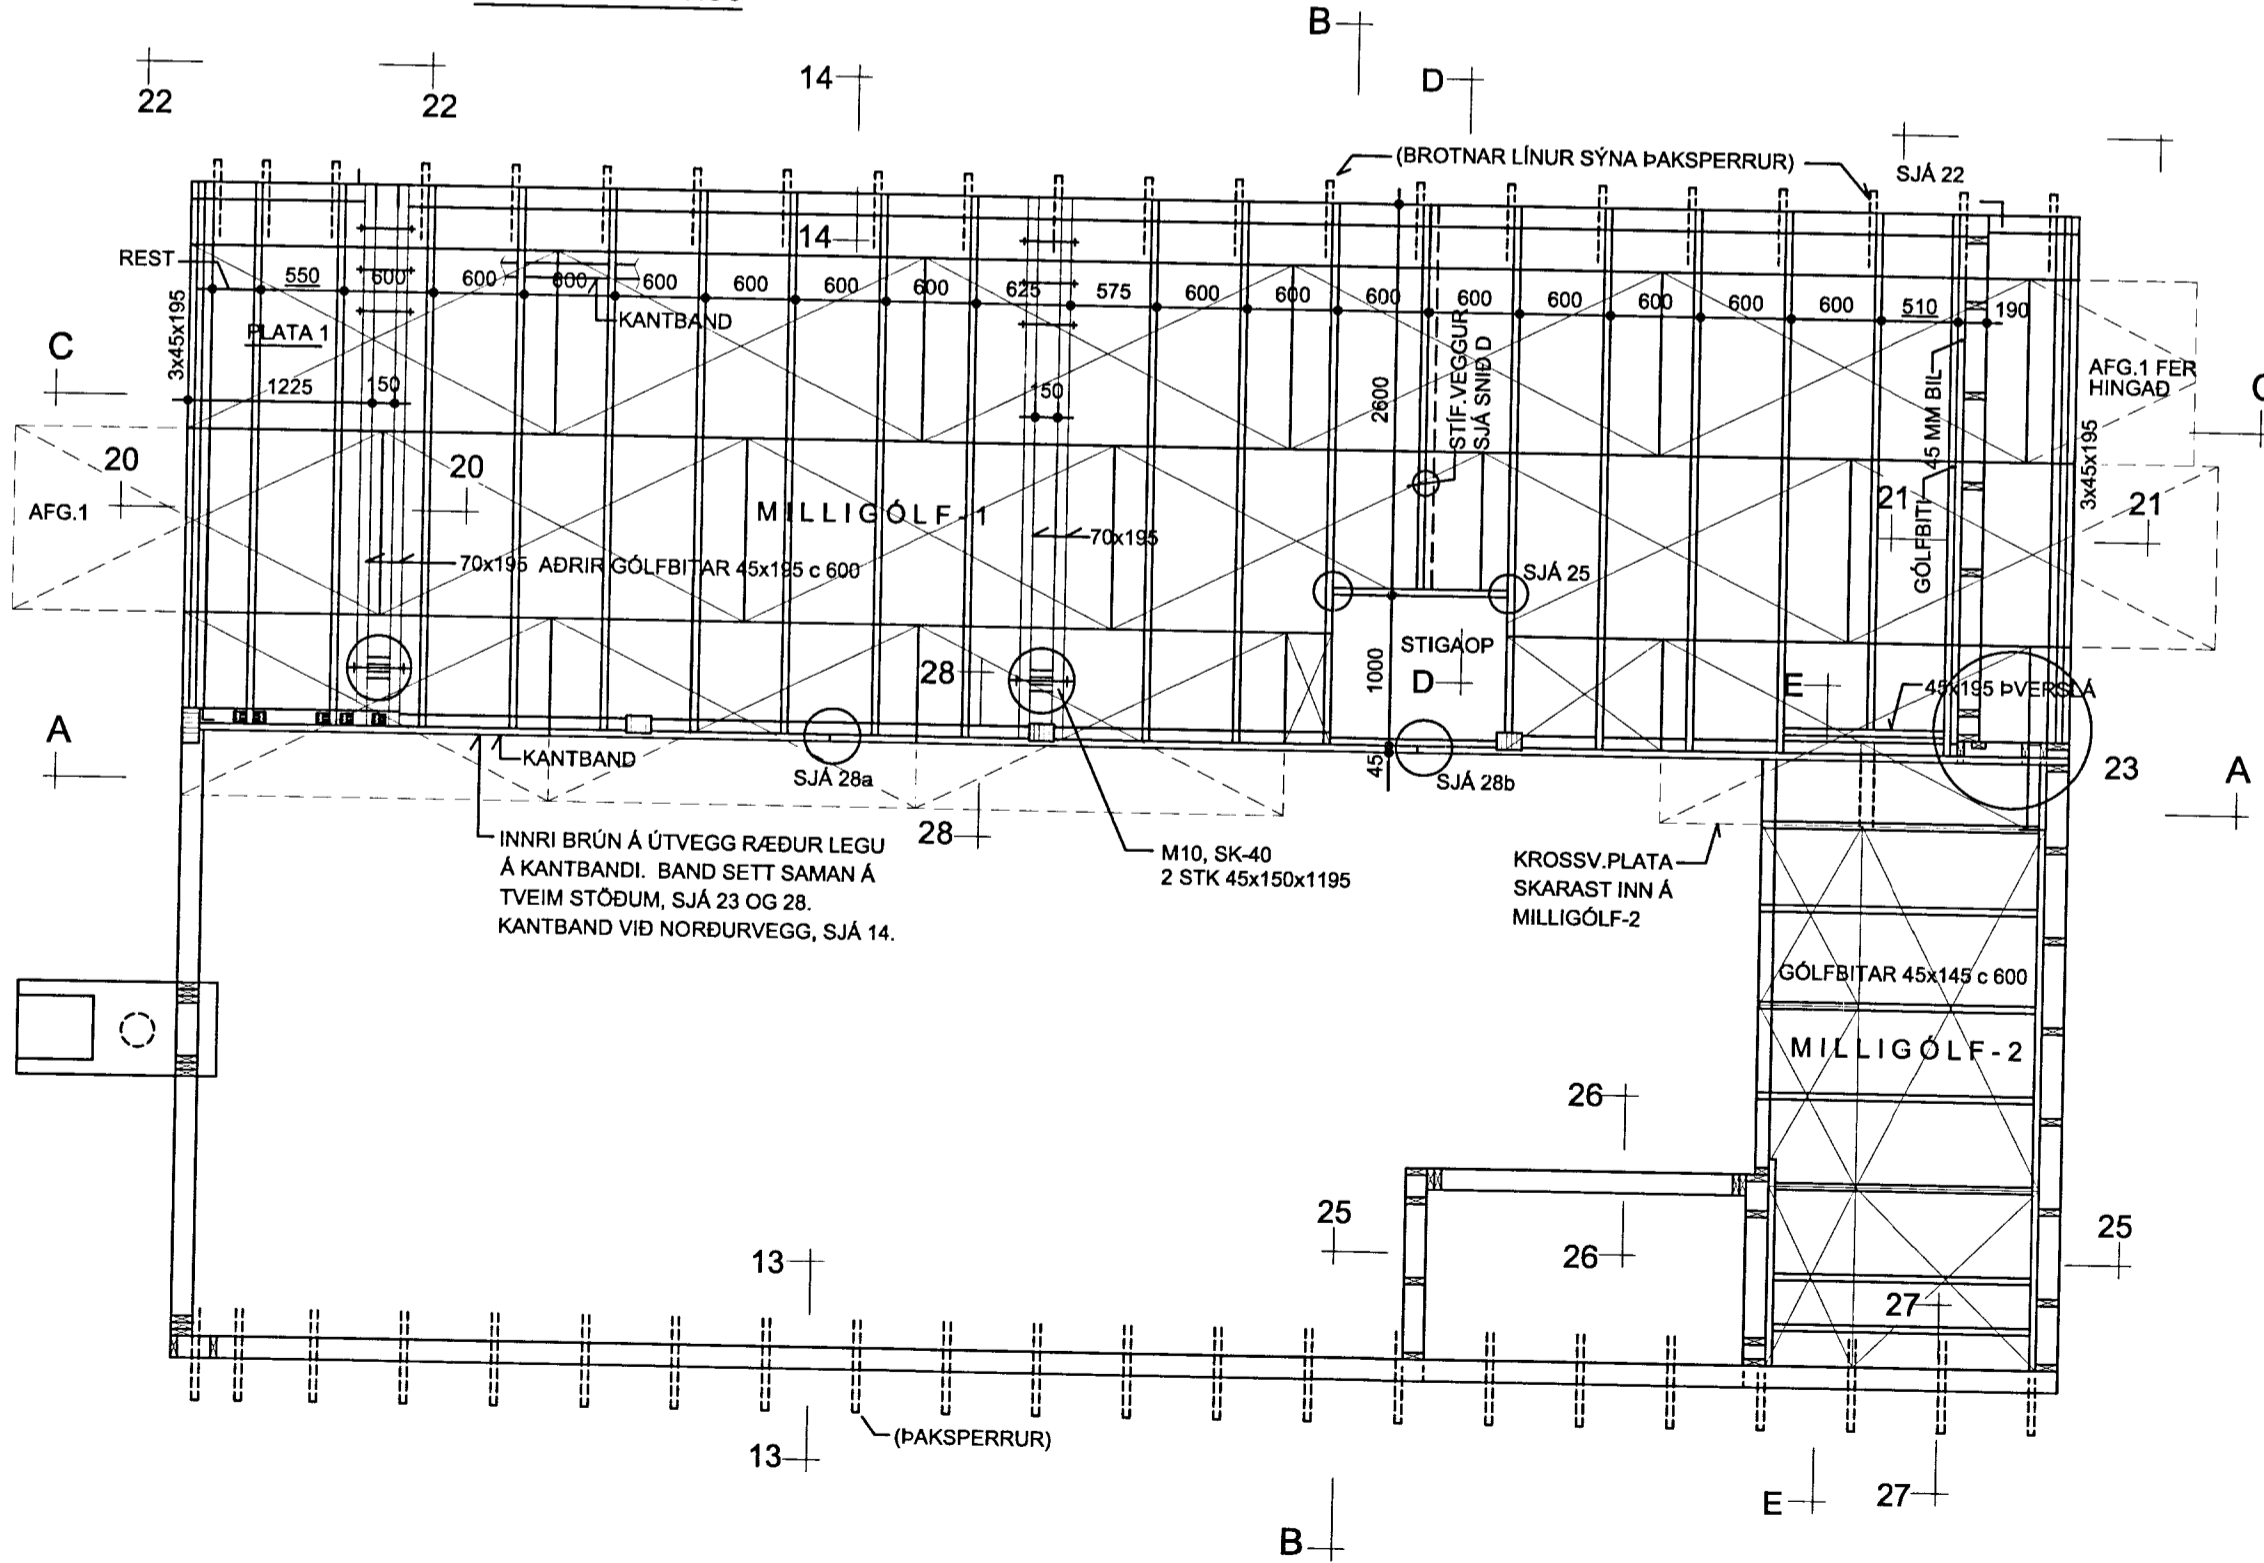 B
D
14
22
22
(BROTNAR LÍNUR SÝNA ÞAKSPERRUR)
SJÁ 22
14
REST
550
600
600
600
600
600
600
600
600
625
575
600
600
600
600
600
600
600
600
510
190
3x45x195
PLATA 1
KANTBAND
C
1225
150
150
2600
STÍF.VEGGUR
SJÁ SNIÐ D
45 MM BIL
GÓLFBITI
AFG.1 FER
HINGAÐ
3x45x195
20
20
AFG.1
MILLIGÓLF-1
21
21
70x195
70x195 AÐRIR GÓLFBITAR 45x195 c 600
SJÁ 25
STIGAOP
28
1000
D
E
45x195 ÞVERSLÁ
A
KANTBAND
SJÁ 28a
45
SJÁ 28b
23
A
28
INNRI BRÚN Á ÚTVEGG RÆÐUR LEGU
Á KANTBANDI. BAND SETT SAMAN Á
TVEIM STÖÐUM, SJÁ 23 OG 28.
KANTBAND VIÐ NORÐURVEGG, SJÁ 14.
M10, SK-40
2 STK 45x150x1195
KROSSV.PLATA
SKARAST INN Á
MILLIGÓLF-2
GÓLFBITAR 45x145 c 600
MILLIGÓLF-2
26
25
25
26
13
27
(ÞAKSPERRUR)
13
E
27
B